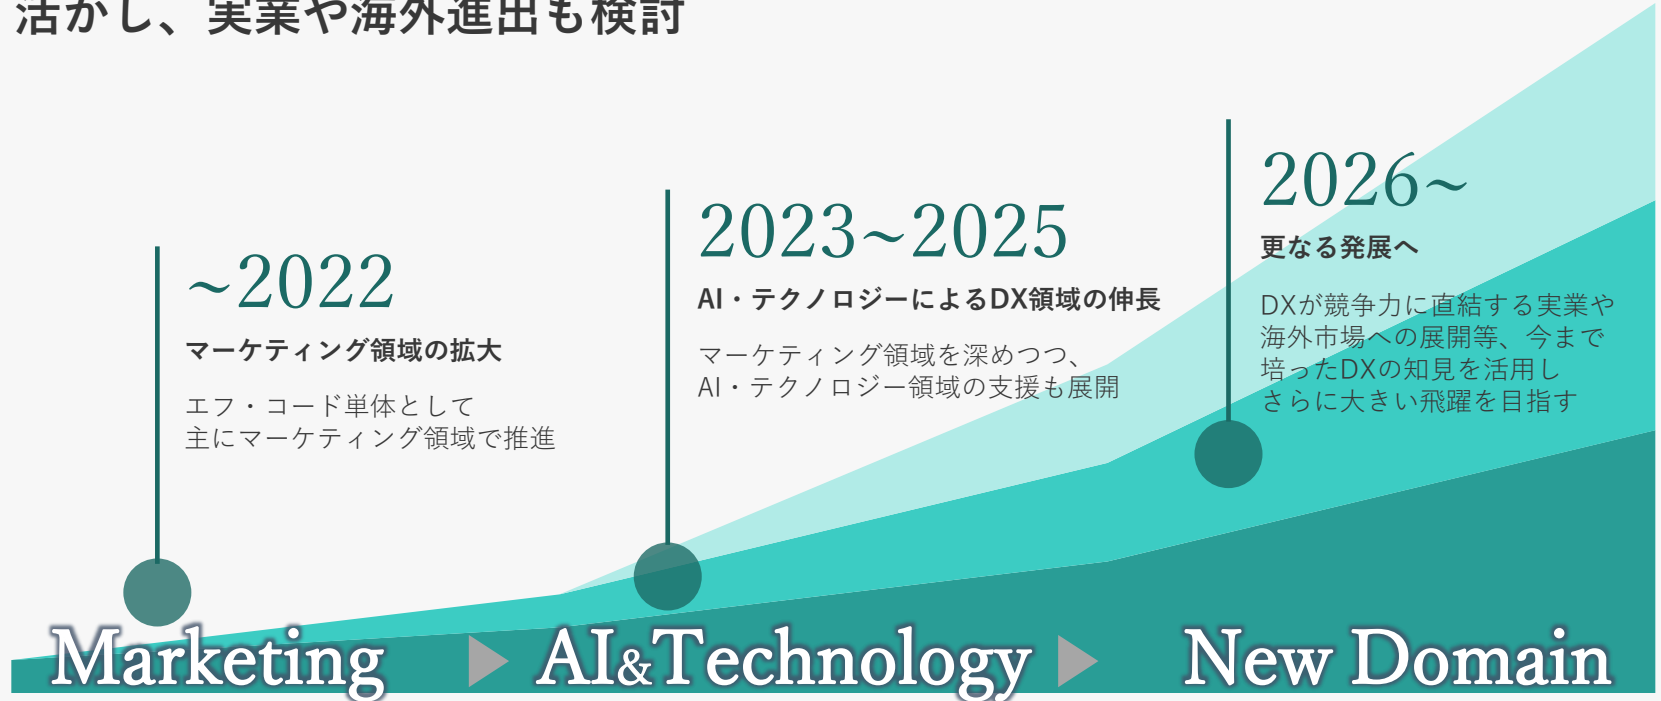 活かし、実業や海外進出も検討
~2022
マーケティング領域の拡大
エフ・コード単体として
主にマーケティング領域で推進
2023~2025
AI・テクノロジーによるDX領域の伸長
マーケティング領域を深めつつ、
AI・テクノロジー領域の支援も展開
2026~
更なる発展へ
DXが競争力に直結する実業や
海外市場への展開等、今まで
培ったDXの知見を活用し
さらに大きい飛躍を目指す
Marketing
AI&Technology
New Domain